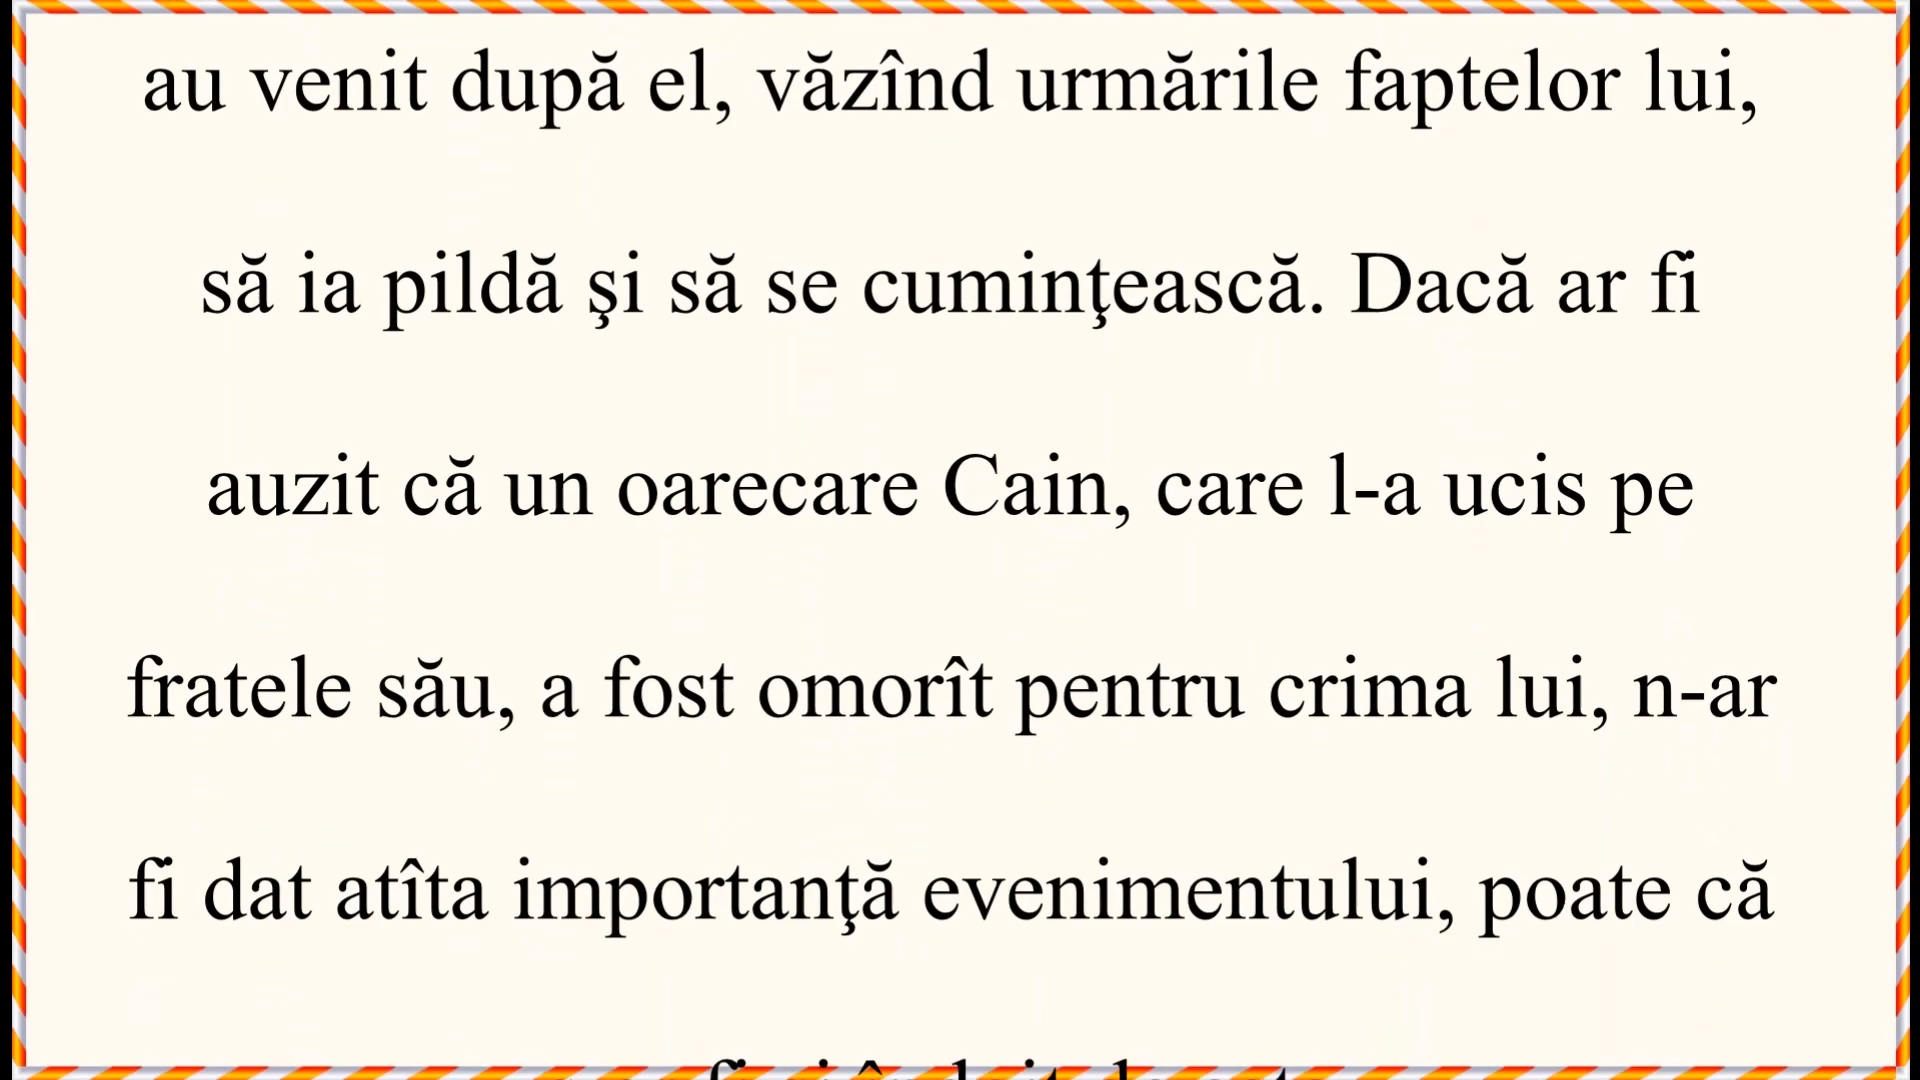 au venit după el, văzînd urmările faptelor lui,
să ia pildă şi să se cuminţească. Dacă ar fi
auzit că un oarecare Cain, care l-a ucis pe
fratele său, a fost omorît pentru crima lui, n-ar
fi dat atîta importanţă evenimentului, poate că